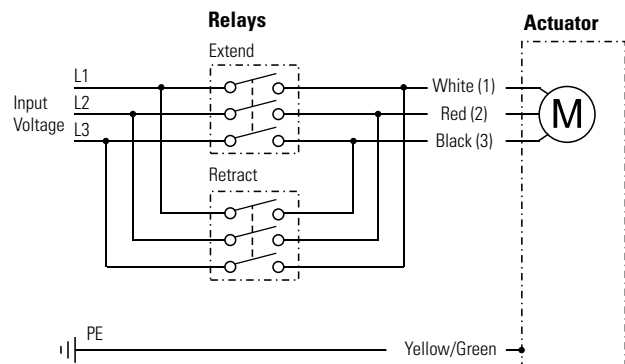 Relays
Actuator
Extend
L1
White (1)
Input
Voltage
L2
Red (2)
M
L3
Black (3)
Retract
PE
Yellow/Green